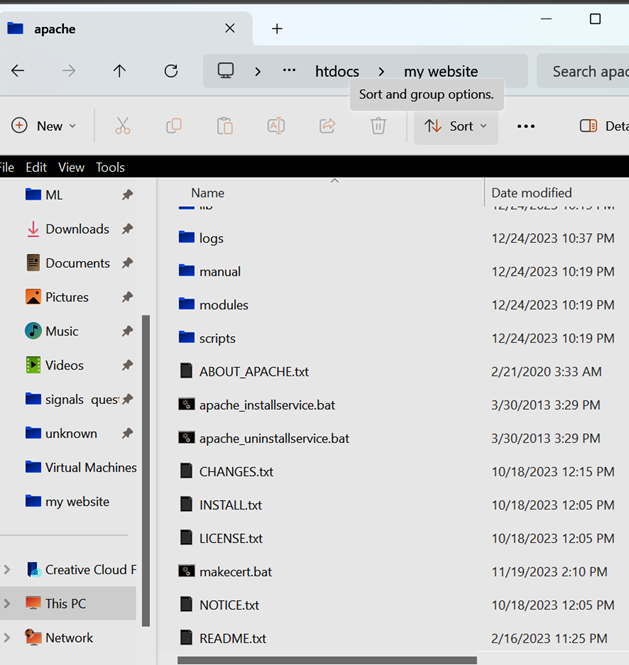 apache
htdocs
my website
Search apac
Sort and group options.
New
Sort
Deta
File Edit View Tools
Name
Date modified
ML
Downloads
Documents
Pictures
Music
Videos
signals ques
unknown
Virtual Machines
my website
Creative Cloud F
This PC
Network
lib 12/24/2023 10:19 PM
logs 12/24/2023 10:37 PM
manual 12/24/2023 10:19 PM
modules 12/24/2023 10:19 PM
scripts 12/24/2023 10:19 PM
ABOUT_APACHE.txt 2/21/2020 3:33 AM
apache_installservice.bat 3/30/2013 3:29 PM
apache_uninstallservice.bat 3/30/2013 3:29 PM
CHANGES.txt 10/18/2023 12:15 PM
INSTALL.txt 10/18/2023 12:05 PM
LICENSE.txt 10/18/2023 12:05 PM
makecert.bat 11/19/2023 2:10 PM
NOTICE.txt 10/18/2023 12:05 PM
README.txt 2/16/2023 11:25 PM